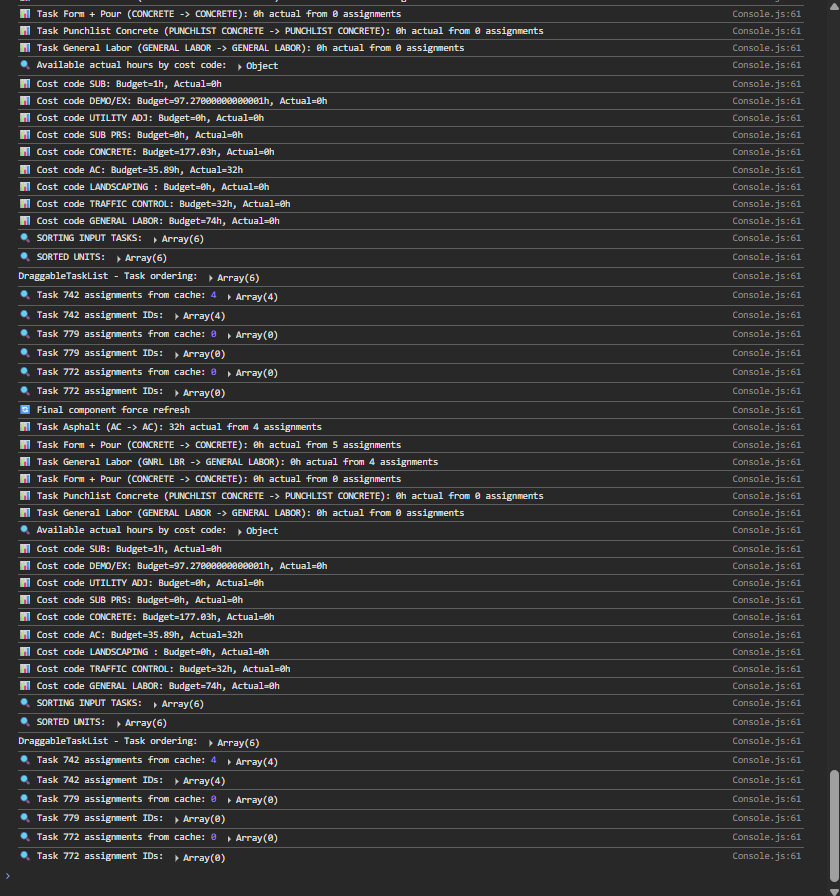 Task Form + Pour (CONCRETE -> CONCRETE): 0h actual from 0 assignments Console.js:61
Task Punchlist Concrete (PUNCHLIST CONCRETE -> PUNCHLIST CONCRETE): 0h actual from 0 assignments Console.js:61
Task General Labor (GENERAL LABOR -> GENERAL LABOR): 0h actual from 0 assignments Console.js:61
Available actual hours by cost code: Object Console.js:61
Cost code SUB: Budget=1h, Actual=0h Console.js:61
Cost code DEMO/EX: Budget=97.27000000000001h, Actual=0h Console.js:61
Cost code UTILITY ADJ: Budget=0h, Actual=0h Console.js:61
Cost code SUB PRS: Budget=0h, Actual=0h Console.js:61
Cost code CONCRETE: Budget=177.03h, Actual=0h Console.js:61
Cost code AC: Budget=35.89h, Actual=32h Console.js:61
Cost code LANDSCAPING : Budget=0h, Actual=0h Console.js:61
Cost code TRAFFIC CONTROL: Budget=32h, Actual=0h Console.js:61
Cost code GENERAL LABOR: Budget=74h, Actual=0h Console.js:61
SORTING INPUT TASKS: Array(6) Console.js:61
SORTED UNITS: Array(6) Console.js:61
DraggableTaskList - Task ordering: Array(6) Console.js:61
Task 742 assignments from cache: 4 Array(4) Console.js:61
Task 742 assignment IDs: Array(4) Console.js:61
Task 779 assignments from cache: 0 Array(0) Console.js:61
Task 779 assignment IDs: Array(0) Console.js:61
Task 772 assignments from cache: 0 Array(0) Console.js:61
Task 772 assignment IDs: Array(0) Console.js:61
Final component force refresh Console.js:61
Task Asphalt (AC -> AC): 32h actual from 4 assignments Console.js:61
Task Form + Pour (CONCRETE -> CONCRETE): 0h actual from 5 assignments Console.js:61
Task General Labor (GNRL LBR -> GENERAL LABOR): 0h actual from 4 assignments Console.js:61
Task Form + Pour (CONCRETE -> CONCRETE): 0h actual from 0 assignments Console.js:61
Task Punchlist Concrete (PUNCHLIST CONCRETE -> PUNCHLIST CONCRETE): 0h actual from 0 assignments Console.js:61
Task General Labor (GENERAL LABOR -> GENERAL LABOR): 0h actual from 0 assignments Console.js:61
Available actual hours by cost code: Object Console.js:61
Cost code SUB: Budget=1h, Actual=0h Console.js:61
Cost code DEMO/EX: Budget=97.27000000000001h, Actual=0h Console.js:61
Cost code UTILITY ADJ: Budget=0h, Actual=0h Console.js:61
Cost code SUB PRS: Budget=0h, Actual=0h Console.js:61
Cost code CONCRETE: Budget=177.03h, Actual=0h Console.js:61
Cost code AC: Budget=35.89h, Actual=32h Console.js:61
Cost code LANDSCAPING : Budget=0h, Actual=0h Console.js:61
Cost code TRAFFIC CONTROL: Budget=32h, Actual=0h Console.js:61
Cost code GENERAL LABOR: Budget=74h, Actual=0h Console.js:61
SORTING INPUT TASKS: Array(6) Console.js:61
SORTED UNITS: Array(6) Console.js:61
DraggableTaskList - Task ordering: Array(6) Console.js:61
Task 742 assignments from cache: 4 Array(4) Console.js:61
Task 742 assignment IDs: Array(4) Console.js:61
Task 779 assignments from cache: 0 Array(0) Console.js:61
Task 779 assignment IDs: Array(0) Console.js:61
Task 772 assignments from cache: 0 Array(0) Console.js:61
Task 772 assignment IDs: Array(0) Console.js:61